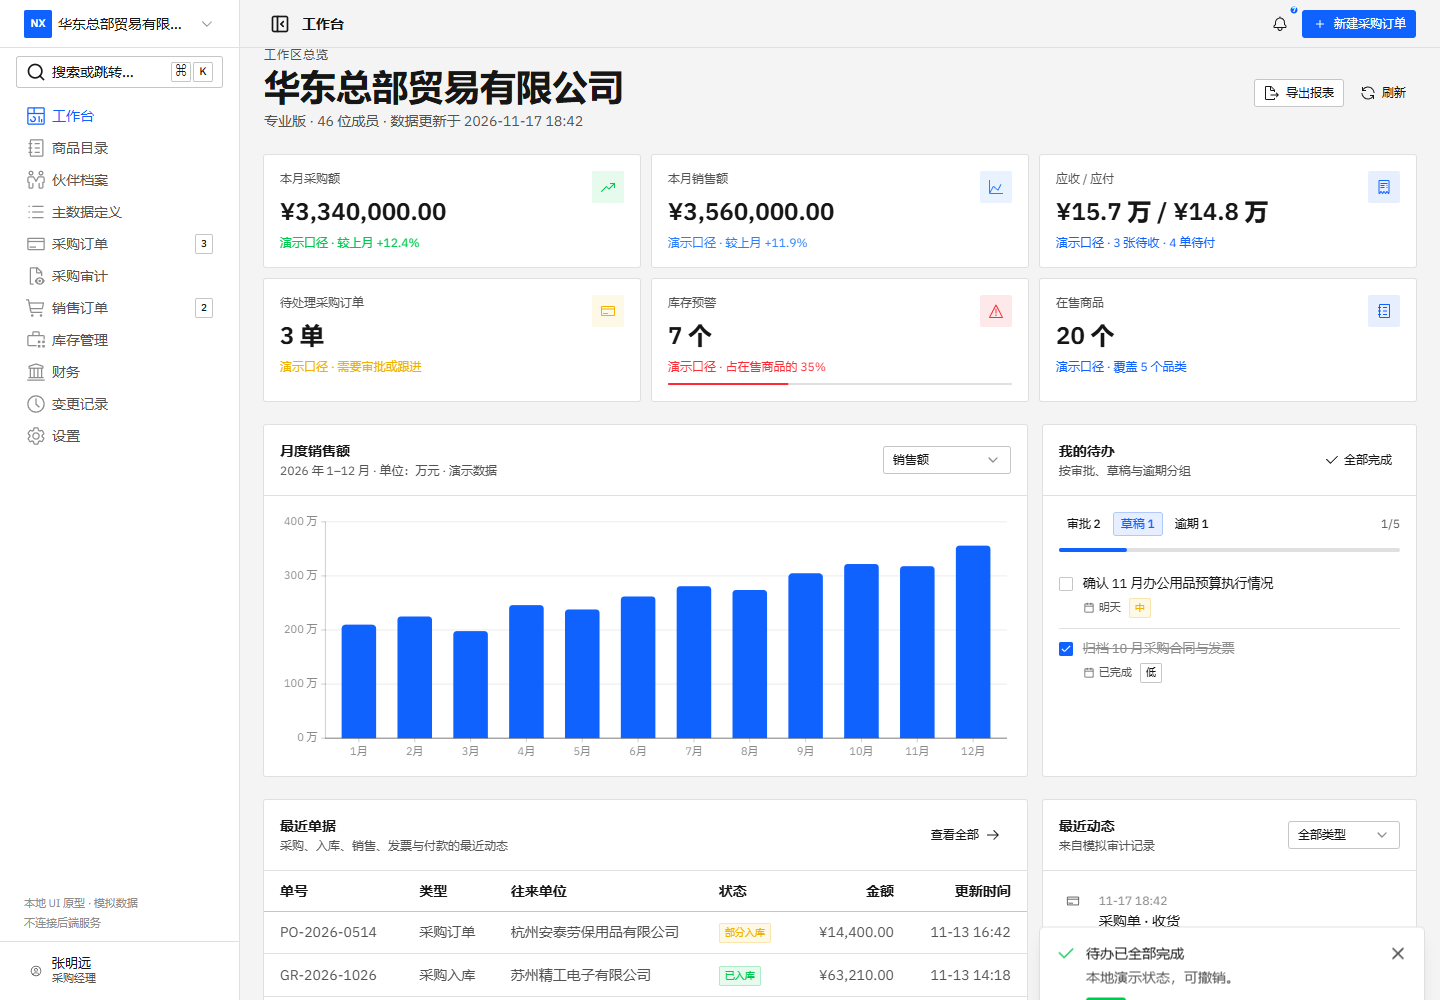 NX 华东总部贸易有限...
搜索或跳转... ⌘ K
工作台
商品目录
伙伴档案
主数据定义
采购订单 3
采购审计
销售订单 2
库存管理
财务
变更记录
设置
本地 UI 原型 · 模拟数据
不连接后端服务
张明远
采购经理
工作台
7
新建采购订单
工作区总览
华东总部贸易有限公司
专业版 · 46 位成员 · 数据更新于 2026-11-17 18:42
导出报表
刷新
本月采购额
¥3,340,000.00
演示口径 · 较上月 +12.4%
本月销售额
¥3,560,000.00
演示口径 · 较上月 +11.9%
应收 / 应付
¥15.7 万 / ¥14.8 万
演示口径 · 3 张待收 · 4 单待付
待处理采购订单
3 单
演示口径 · 需要审批或跟进
库存预警
7 个
演示口径 · 占在售商品的 35%
在售商品
20 个
演示口径 · 覆盖 5 个品类
月度销售额
2026 年 1–12 月 · 单位：万元 · 演示数据
销售额
400 万
300 万
200 万
100 万
0 万
1月 2月 3月 4月 5月 6月 7月 8月 9月 10月 11月 12月
我的待办
按审批、草稿与逾期分组
全部完成
审批 2 草稿 1 逾期 1 1/5
确认 11 月办公用品预算执行情况
明天 中
归档 10 月采购合同与发票
已完成 低
最近单据
采购、入库、销售、发票与付款的最近动态
查看全部
单号 类型 往来单位 状态 金额 更新时间
PO-2026-0514 采购订单 杭州安泰劳保用品有限公司 部分入库 ¥14,400.00 11-13 16:42
GR-2026-1026 采购入库 苏州精工电子有限公司 已入库 ¥63,210.00 11-13 14:18
最近动态
来自模拟审计记录
全部类型
11-17 18:42
采购单 · 收货
待办已全部完成
本地演示状态，可撤销。